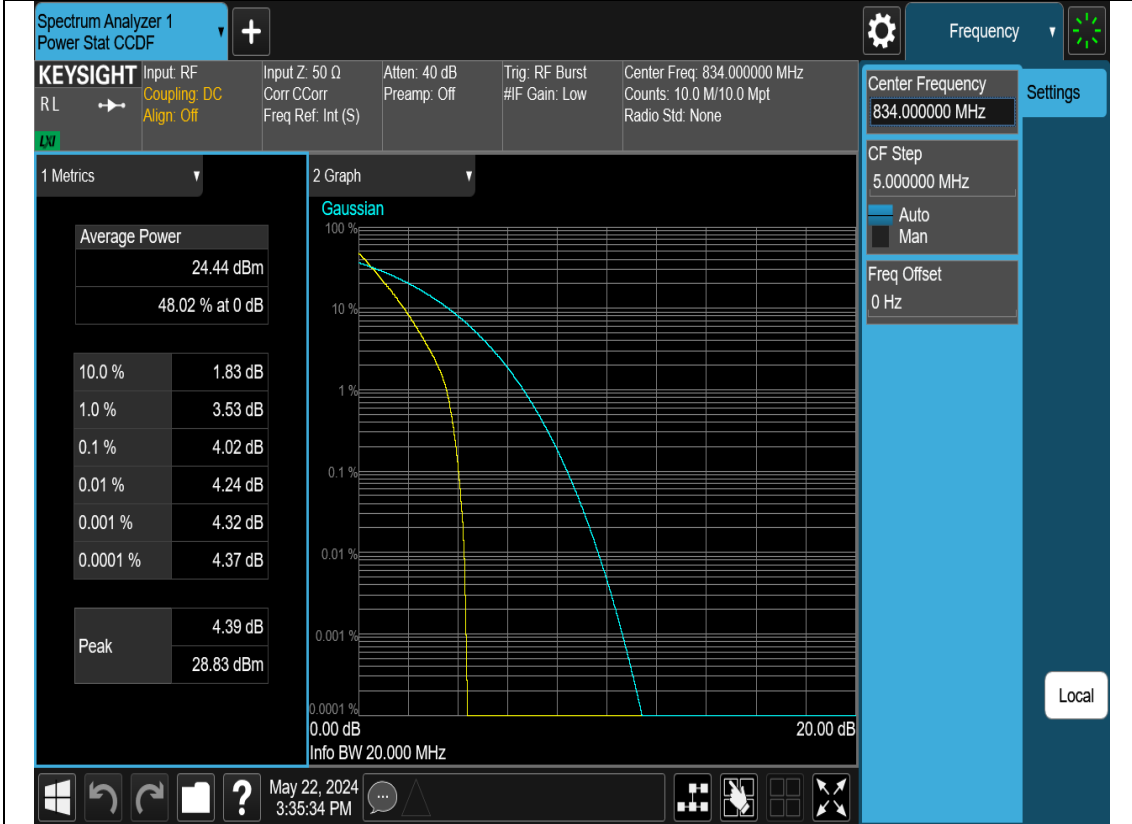 Spectrum Analyzer 1
Power Stat CCDF
+
Frequency
KEYSIGHT
RL
LXI
Input: RF
Coupling: DC
Align: Off
Input Z: 50 Ω
Corr CCorr
Freq Ref: Int (S)
Atten: 40 dB
Preamp: Off
Trig: RF Burst
#IF Gain: Low
Center Freq: 834.000000 MHz
Counts: 10.0 M/10.0 Mpt
Radio Std: None
Center Frequency
834.000000 MHz
Settings
CF Step
5.000000 MHz
Auto
Man
Freq Offset
0 Hz
Local
1 Metrics
Average Power
24.44 dBm
48.02 % at 0 dB
10.0 % 1.83 dB
1.0 % 3.53 dB
0.1 % 4.02 dB
0.01 % 4.24 dB
0.001 % 4.32 dB
0.0001 % 4.37 dB
Peak
4.39 dB
28.83 dBm
2 Graph
Gaussian
100 %
10 %
1 %
0.1 %
0.01 %
0.001 %
0.0001 %
0.00 dB 20.00 dB
Info BW 20.000 MHz
?
May 22, 2024
3:35:34 PM